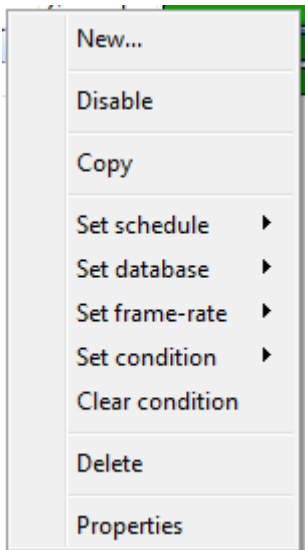 New...
Disable
Copy
Set schedule
Set database
Set frame-rate
Set condition
Clear condition
Delete
Properties